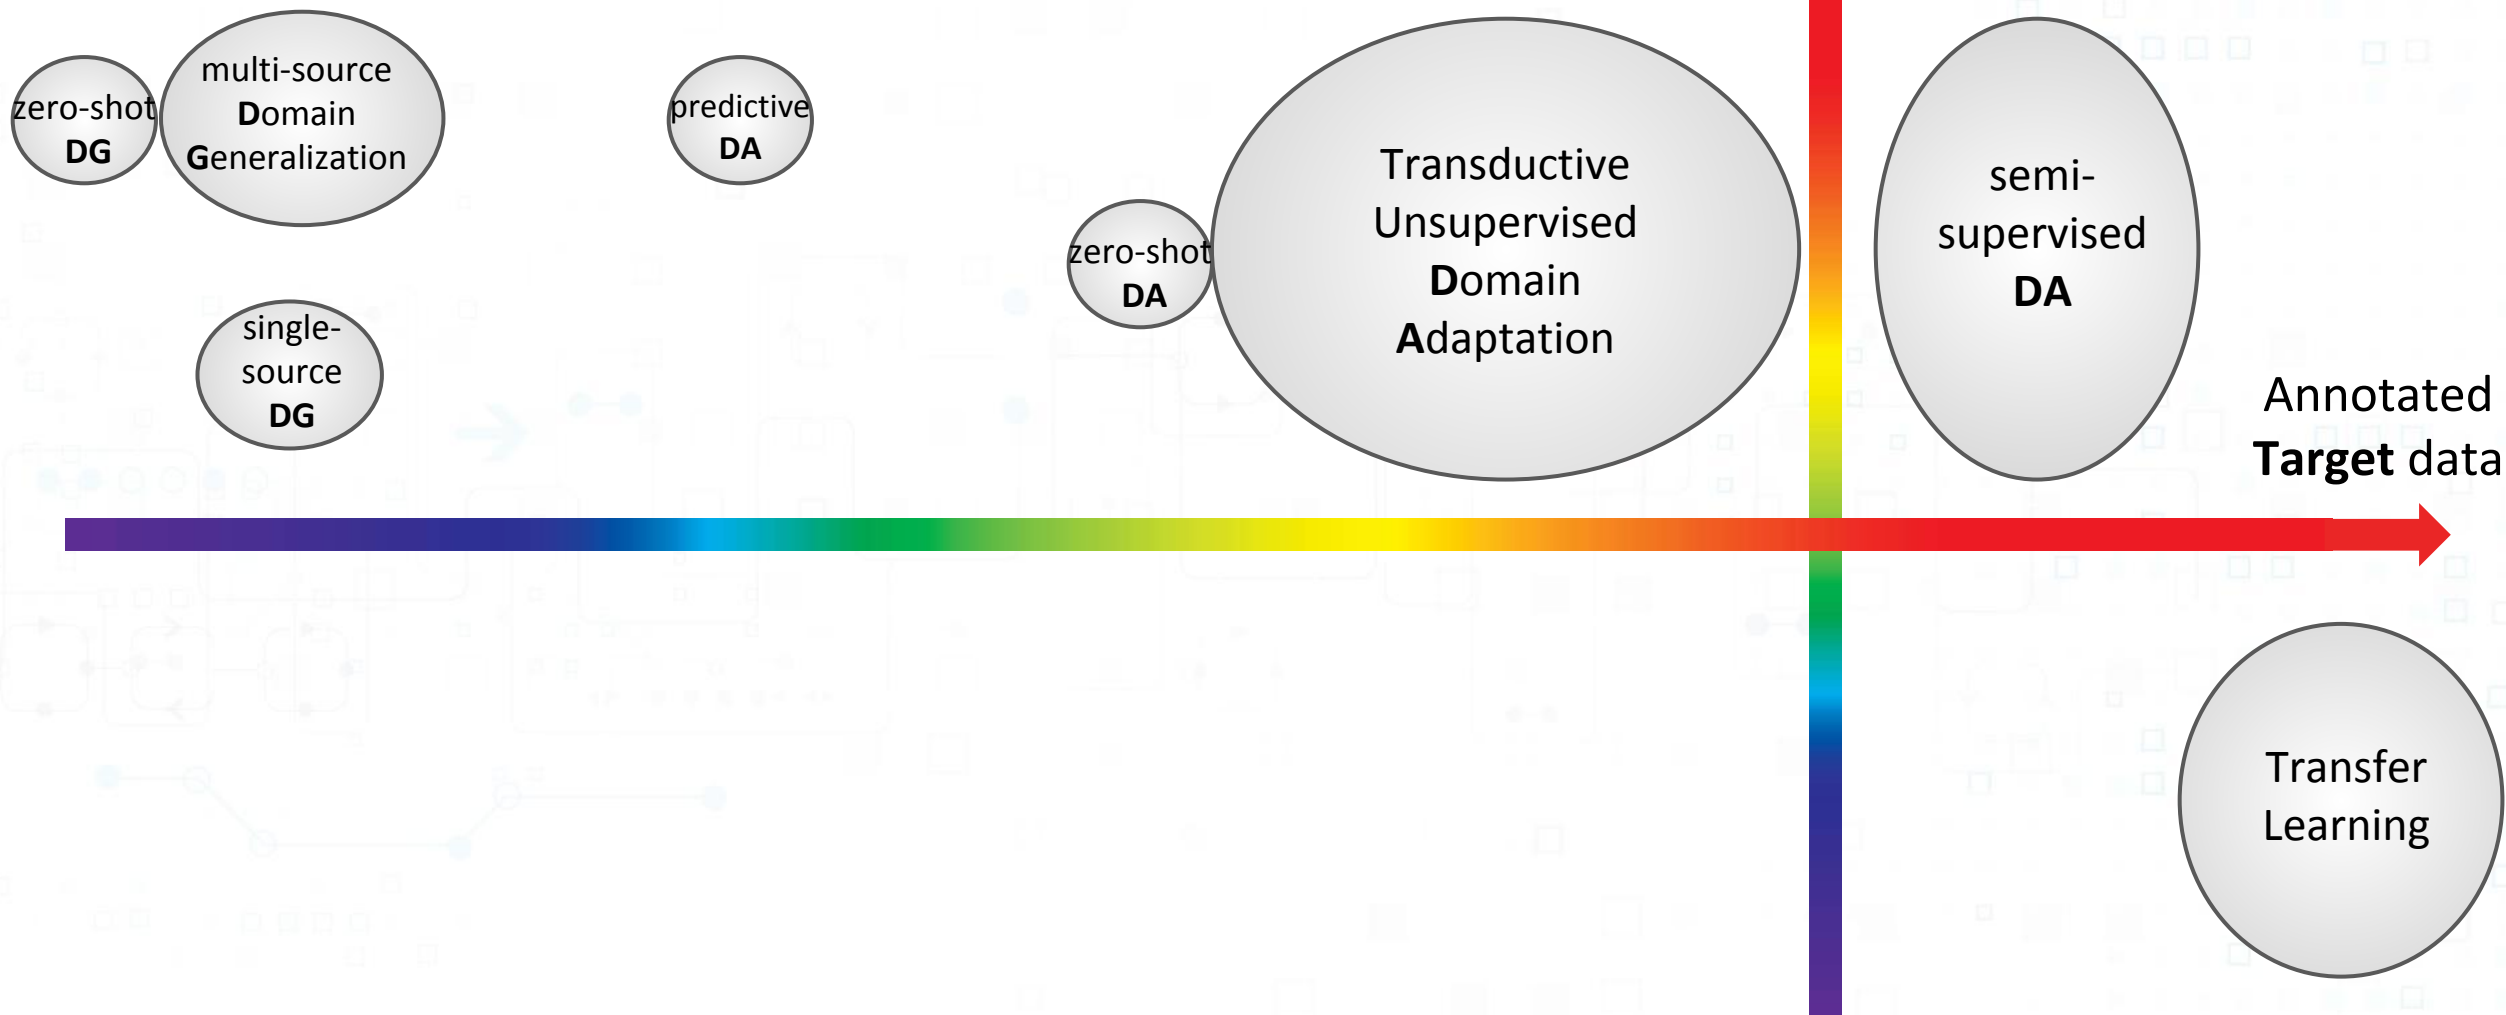 zero-shot
DG
multi-source
Domain
Generalization
predictive
DA
single-
source
DG
zero-shot
DA
Transductive
Unsupervised
Domain
Adaptation
semi-
supervised
DA
Annotated
Target data
Transfer
Learning